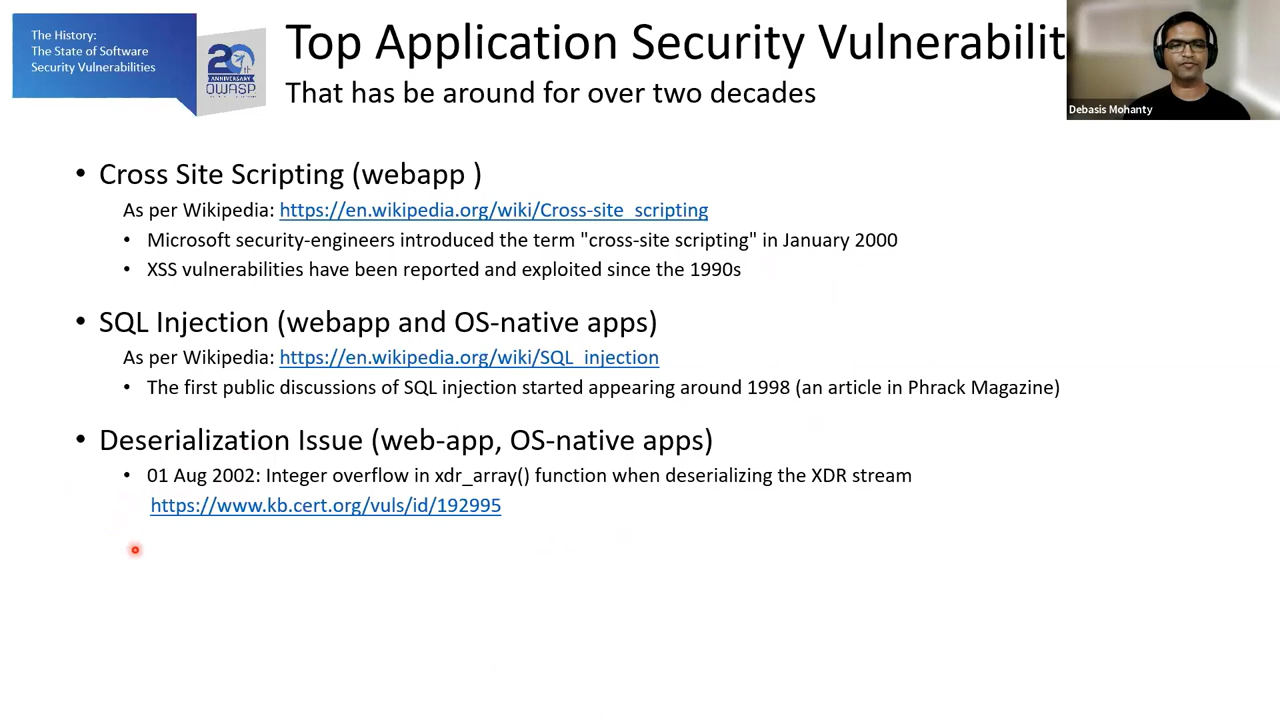 The History:
The State of Software
Security Vulnerabilities
20
ANNIVERSARY
OWASP
Top Application Security Vulnerabilit
That has be around for over two decades
Debasis Mohanty
• Cross Site Scripting (webapp )
As per Wikipedia: https://en.wikipedia.org/wiki/Cross-site_scripting
• Microsoft security-engineers introduced the term "cross-site scripting" in January 2000
• XSS vulnerabilities have been reported and exploited since the 1990s
• SQL Injection (webapp and OS-native apps)
As per Wikipedia: https://en.wikipedia.org/wiki/SQL_injection
• The first public discussions of SQL injection started appearing around 1998 (an article in Phrack Magazine)
• Deserialization Issue (web-app, OS-native apps)
• 01 Aug 2002: Integer overflow in xdr_array() function when deserializing the XDR stream
https://www.kb.cert.org/vuls/id/192995